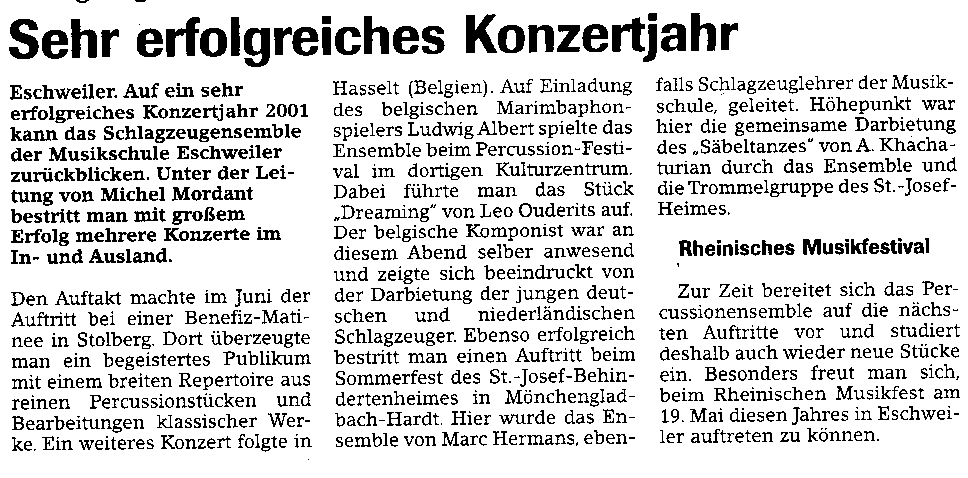 Sehr erfolgreiches Konzertjahr
Eschweiler. Auf ein sehr
erfolgreiches Konzertjahr 2001
kann das Schlagzeugensemble
der Musikschule Eschweiler
zurückblicken. Unter der Lei-
tung von Michel Mordant
bestritt man mit großem
Erfolg mehrere Konzerte im
In- und Ausland.
Den Auftakt machte im Juni der
Auftritt bei einer Benefiz-Mati-
nee in Stolberg. Dort überzeugte
man ein begeistertes Publikum
mit einem breiten Repertoire aus
reinen Percussionstücken und
Bearbeitungen klassischer Wer-
ke. Ein weiteres Konzert folgte in
Hasselt (Belgien). Auf Einladung
des belgischen Marimbaphon-
spielers Ludwig Albert spielte das
Ensemble beim Percussion-Festi-
val im dortigen Kulturzentrum.
Dabei führte man das Stück
„Dreaming" von Leo Ouderits auf.
Der belgische Komponist war an
diesem Abend selber anwesend
und zeigte sich beeindruckt von
der Darbietung der jungen deut-
schen und niederländischen
Schlagzeuger. Ebenso erfolgreich
bestritt man einen Auftritt beim
Sommerfest des St.-Josef-Behin-
dertenheimes in Mönchenglad-
bach-Hardt. Hier wurde das En-
semble von Marc Hermans, eben-
falls Schlagzeuglehrer der Musik-
schule, geleitet. Höhepunkt war
hier die gemeinsame Darbietung
des „Säbeltanzes" von A. Khacha-
turian durch das Ensemble und
die Trommelgruppe des St.-Josef-
Heimes.
Rheinisches Musikfestival
Zur Zeit bereitet sich das Per-
cussionensemble auf die nächs-
ten Auftritte vor und studiert
deshalb auch wieder neue Stücke
ein. Besonders freut man sich,
beim Rheinischen Musikfest am
19. Mai diesen Jahres in Eschwei-
ler auftreten zu können.